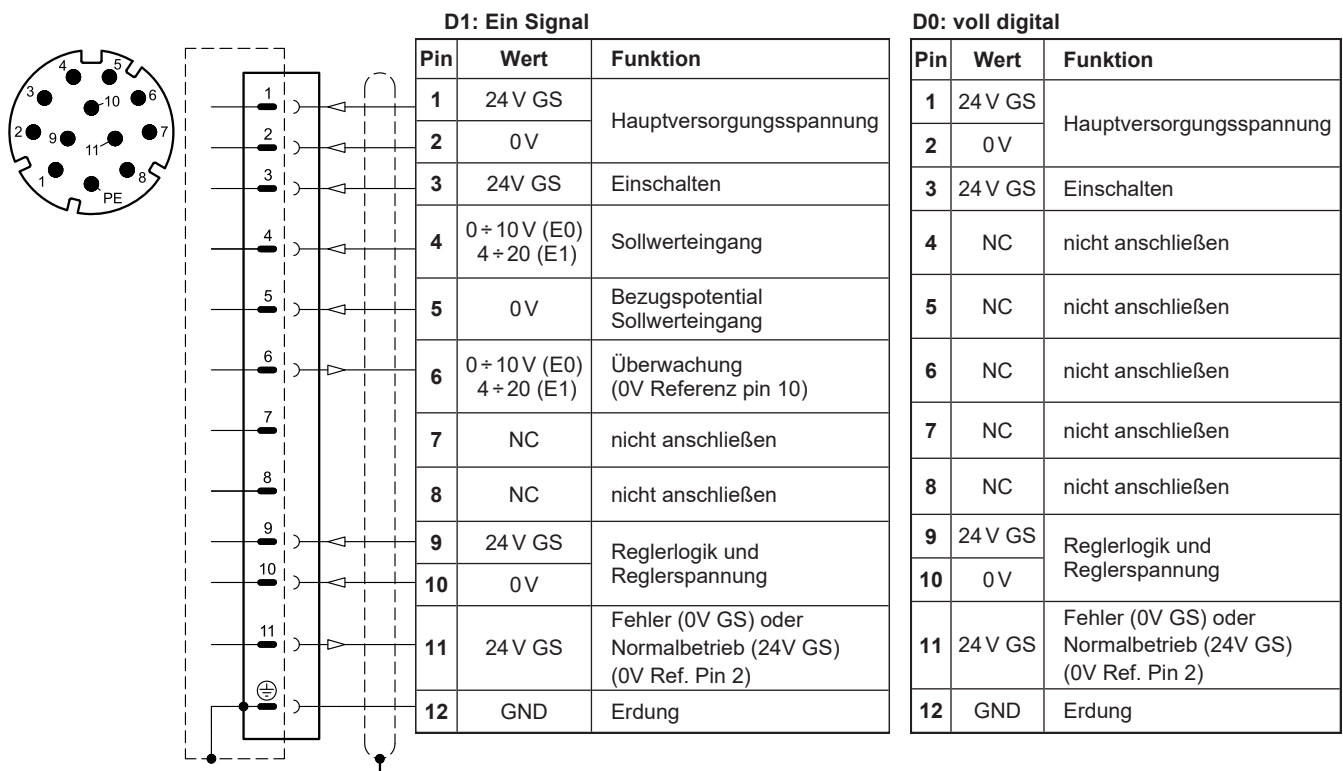 D1: Ein Signal
D0: voll digital
4 5
3 10 6
2 9 11 7
1 8
PE
1
2
3
4
5
6
7
8
9
10
11
Pin Wert Funktion
1 24 V GS Hauptversorgungsspannung
2 0 V
3 24V GS Einschalten
4 0 ÷ 10 V (E0) Sollwerteingang
4 ÷ 20 (E1)
5 0 V Bezugspotential
Sollwerteingang
6 0 ÷ 10 V (E0) Überwachung
4 ÷ 20 (E1) (0V Referenz pin 10)
7 NC nicht anschließen
8 NC nicht anschließen
9 24 V GS Reglerlogik und
10 0 V Reglerspannung
11 24 V GS Fehler (0V GS) oder
Normalbetrieb (24V GS)
(0V Ref. Pin 2)
12 GND Erdung
Pin Wert Funktion
1 24 V GS Hauptversorgungsspannung
2 0 V
3 24 V GS Einschalten
4 NC nicht anschließen
5 NC nicht anschließen
6 NC nicht anschließen
7 NC nicht anschließen
8 NC nicht anschließen
9 24 V GS Reglerlogik und
10 0 V Reglerspannung
11 24 V GS Fehler (0V GS) oder
Normalbetrieb (24V GS)
(0V Ref. Pin 2)
12 GND Erdung